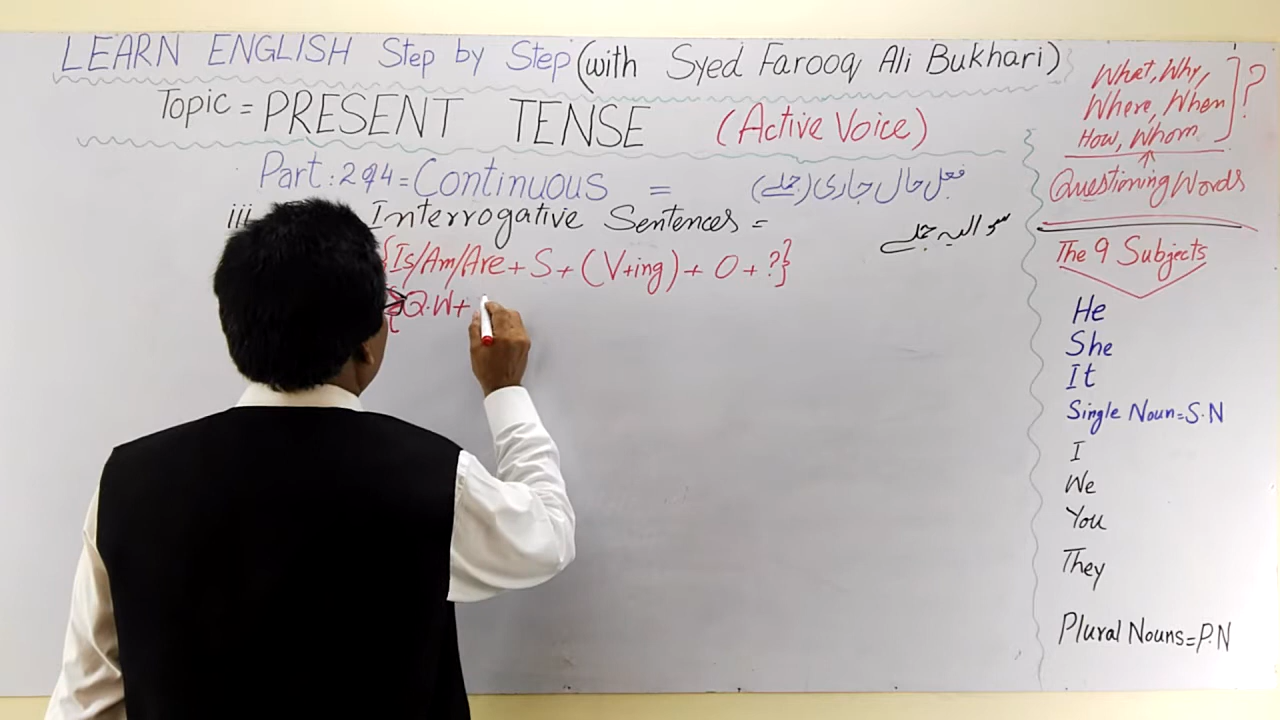 LEARN ENGLISH Step by Step (with Syed Farooq Ali Bukhari)
Topic = PRESENT TENSE (Active Voice)
Part: 2&4 = Continuous = فعل حال جاری (جملے)
iii Interrogative Sentences =
سوالیہ جملے
{Is/Am/Are + S + (V+ing) + O + ?}
{Q.W +
What, Why,
Where, When
How, Whom ?
Questioning Words
The 9 Subjects
He
She
It
Single Noun = S.N
I
We
You
They
Plural Nouns = P.N